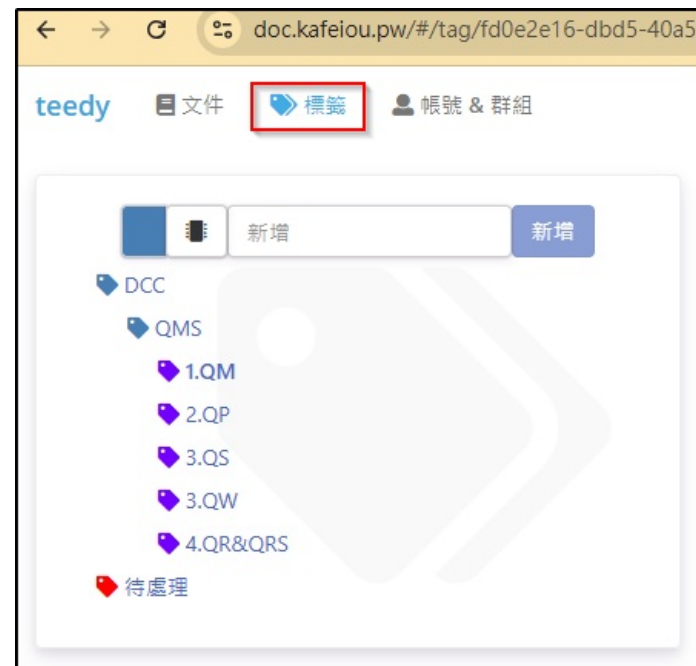 doc.kafeiou.pw/#/tag/fd0e2e16-dbd5-40a5
teedy 文件 標籤 帳號 & 群組
新增 新增
DCC
QMS
1.QM
2.QP
3.QS
3.QW
4.QR&QRS
待處理